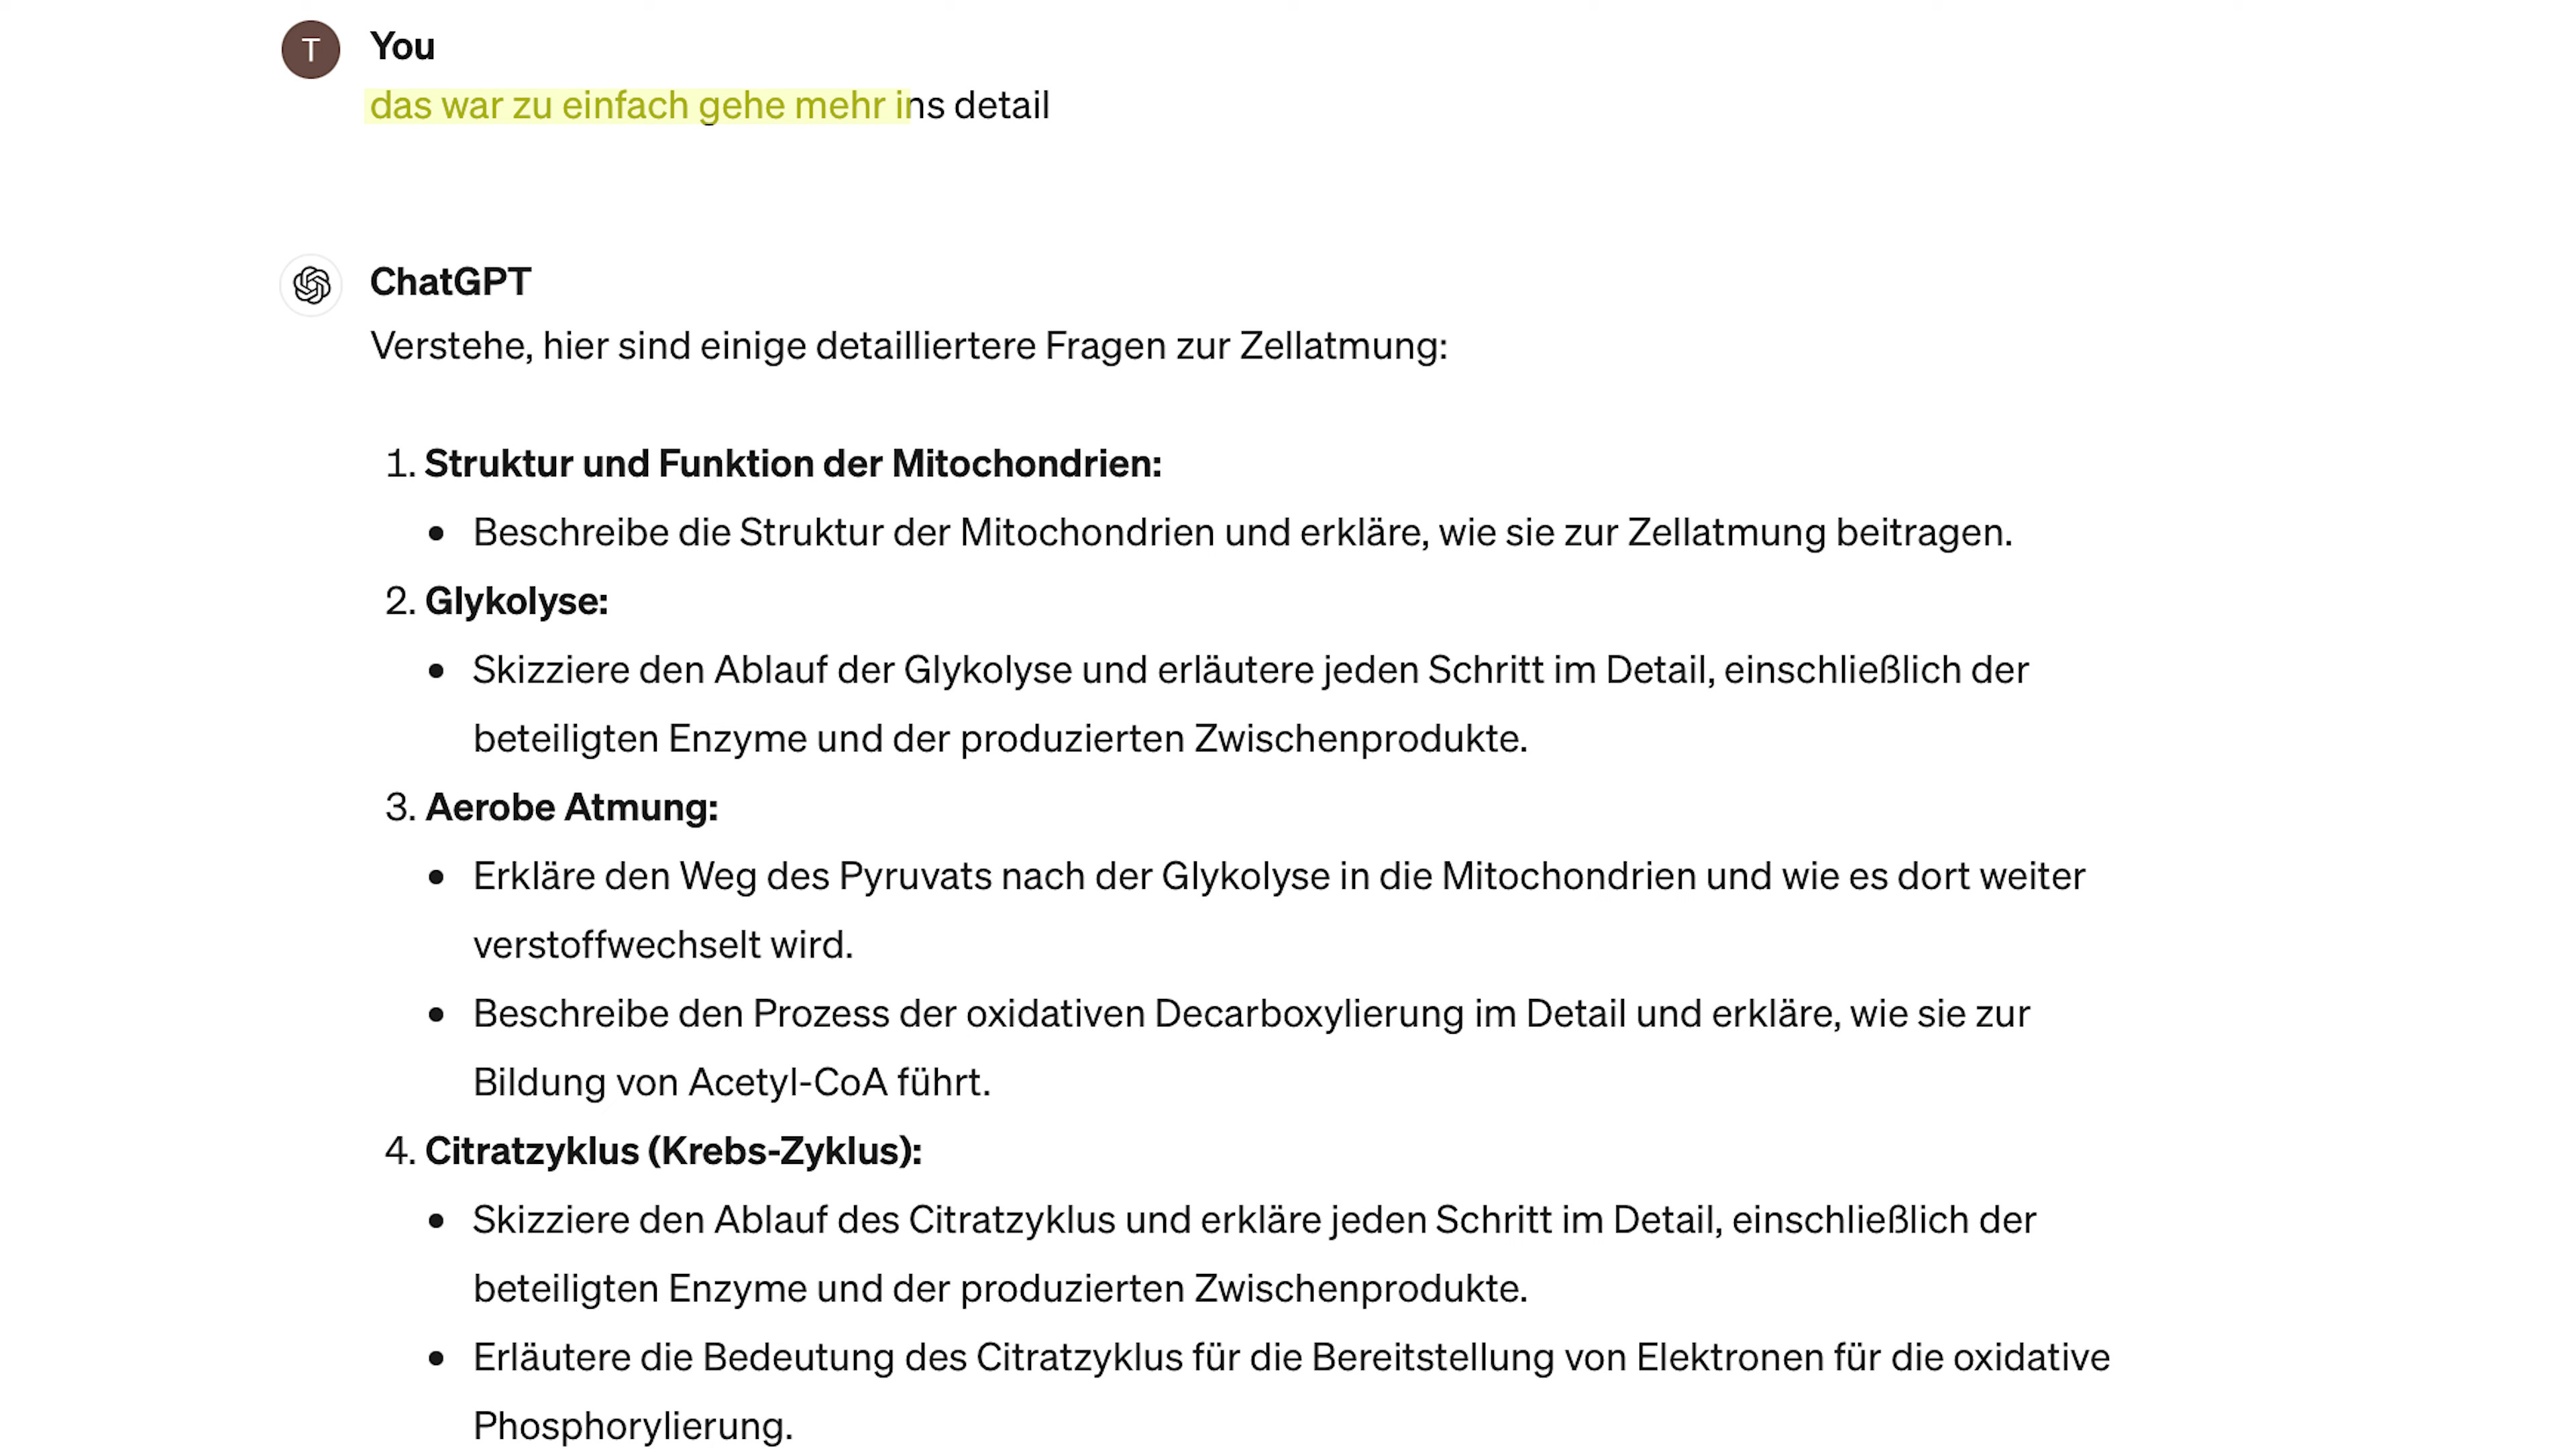 T
You
das war zu einfach gehe mehr ins detail
ChatGPT
Verstehe, hier sind einige detailliertere Fragen zur Zellatmung:
1. Struktur und Funktion der Mitochondrien:
• Beschreibe die Struktur der Mitochondrien und erkläre, wie sie zur Zellatmung beitragen.
2. Glykolyse:
• Skizziere den Ablauf der Glykolyse und erläutere jeden Schritt im Detail, einschließlich der
beteiligten Enzyme und der produzierten Zwischenprodukte.
3. Aerobe Atmung:
• Erkläre den Weg des Pyruvats nach der Glykolyse in die Mitochondrien und wie es dort weiter
verstoffwechselt wird.
• Beschreibe den Prozess der oxidativen Decarboxylierung im Detail und erkläre, wie sie zur
Bildung von Acetyl-CoA führt.
4. Citratzyklus (Krebs-Zyklus):
• Skizziere den Ablauf des Citratzyklus und erkläre jeden Schritt im Detail, einschließlich der
beteiligten Enzyme und der produzierten Zwischenprodukte.
• Erläutere die Bedeutung des Citratzyklus für die Bereitstellung von Elektronen für die oxidative
Phosphorylierung.